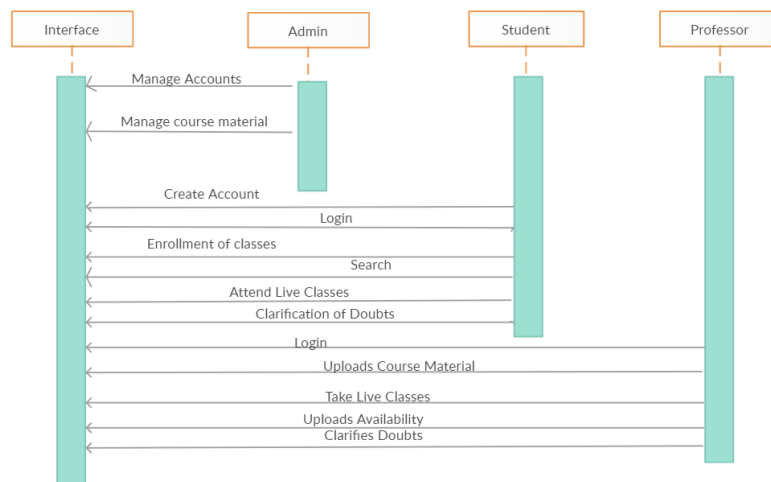 Interface
Admin
Student
Professor
Manage Accounts
Manage course material
Create Account
Login
Enrollment of classes
Search
Attend Live Classes
Clarification of Doubts
Login
Uploads Course Material
Take Live Classes
Uploads Availability
Clarifies Doubts